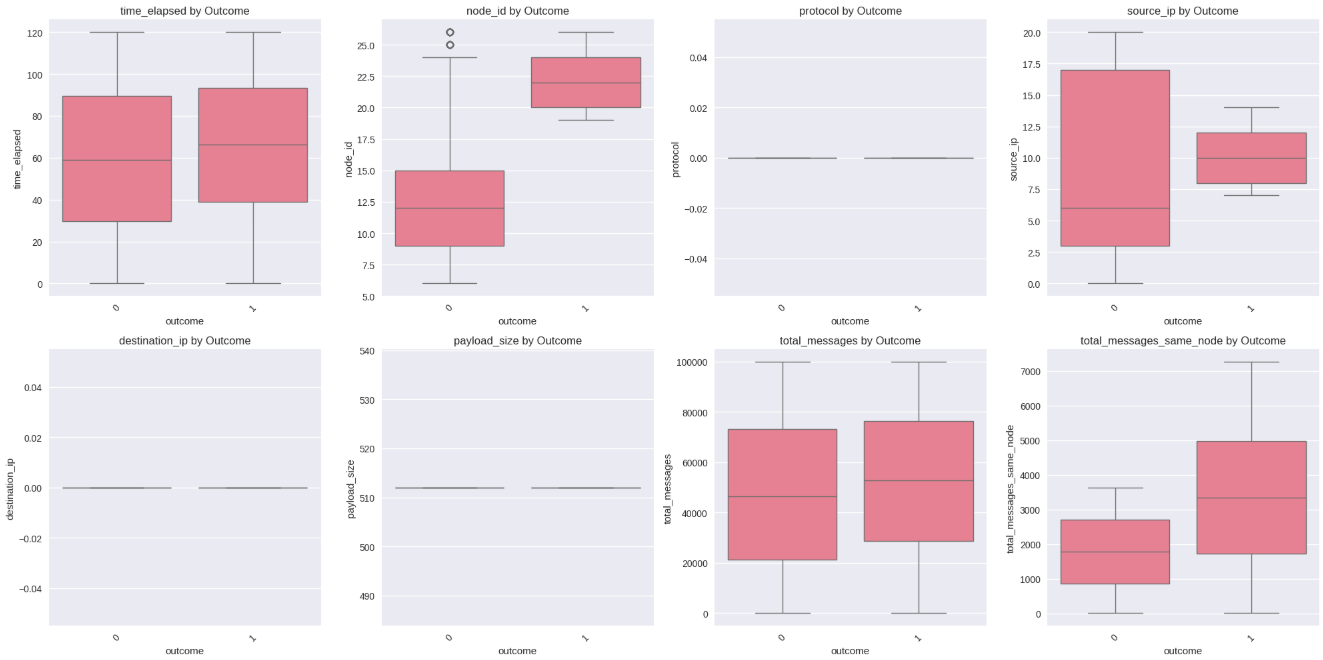 time_elapsed by Outcome
120
100
80
60
40
20
0
time_elapsed
0
1
outcome
node_id by Outcome
25.0
22.5
20.0
17.5
15.0
12.5
10.0
7.5
5.0
node_id
0
1
outcome
protocol by Outcome
0.04
0.02
0.00
−0.02
−0.04
protocol
0
1
outcome
source_ip by Outcome
20.0
17.5
15.0
12.5
10.0
7.5
5.0
2.5
0.0
source_ip
0
1
outcome
destination_ip by Outcome
0.04
0.02
0.00
−0.02
−0.04
destination_ip
0
1
outcome
payload_size by Outcome
540
530
520
510
500
490
payload_size
0
1
outcome
total_messages by Outcome
100000
80000
60000
40000
20000
0
total_messages
0
1
outcome
total_messages_same_node by Outcome
7000
6000
5000
4000
3000
2000
1000
0
total_messages_same_node
0
1
outcome